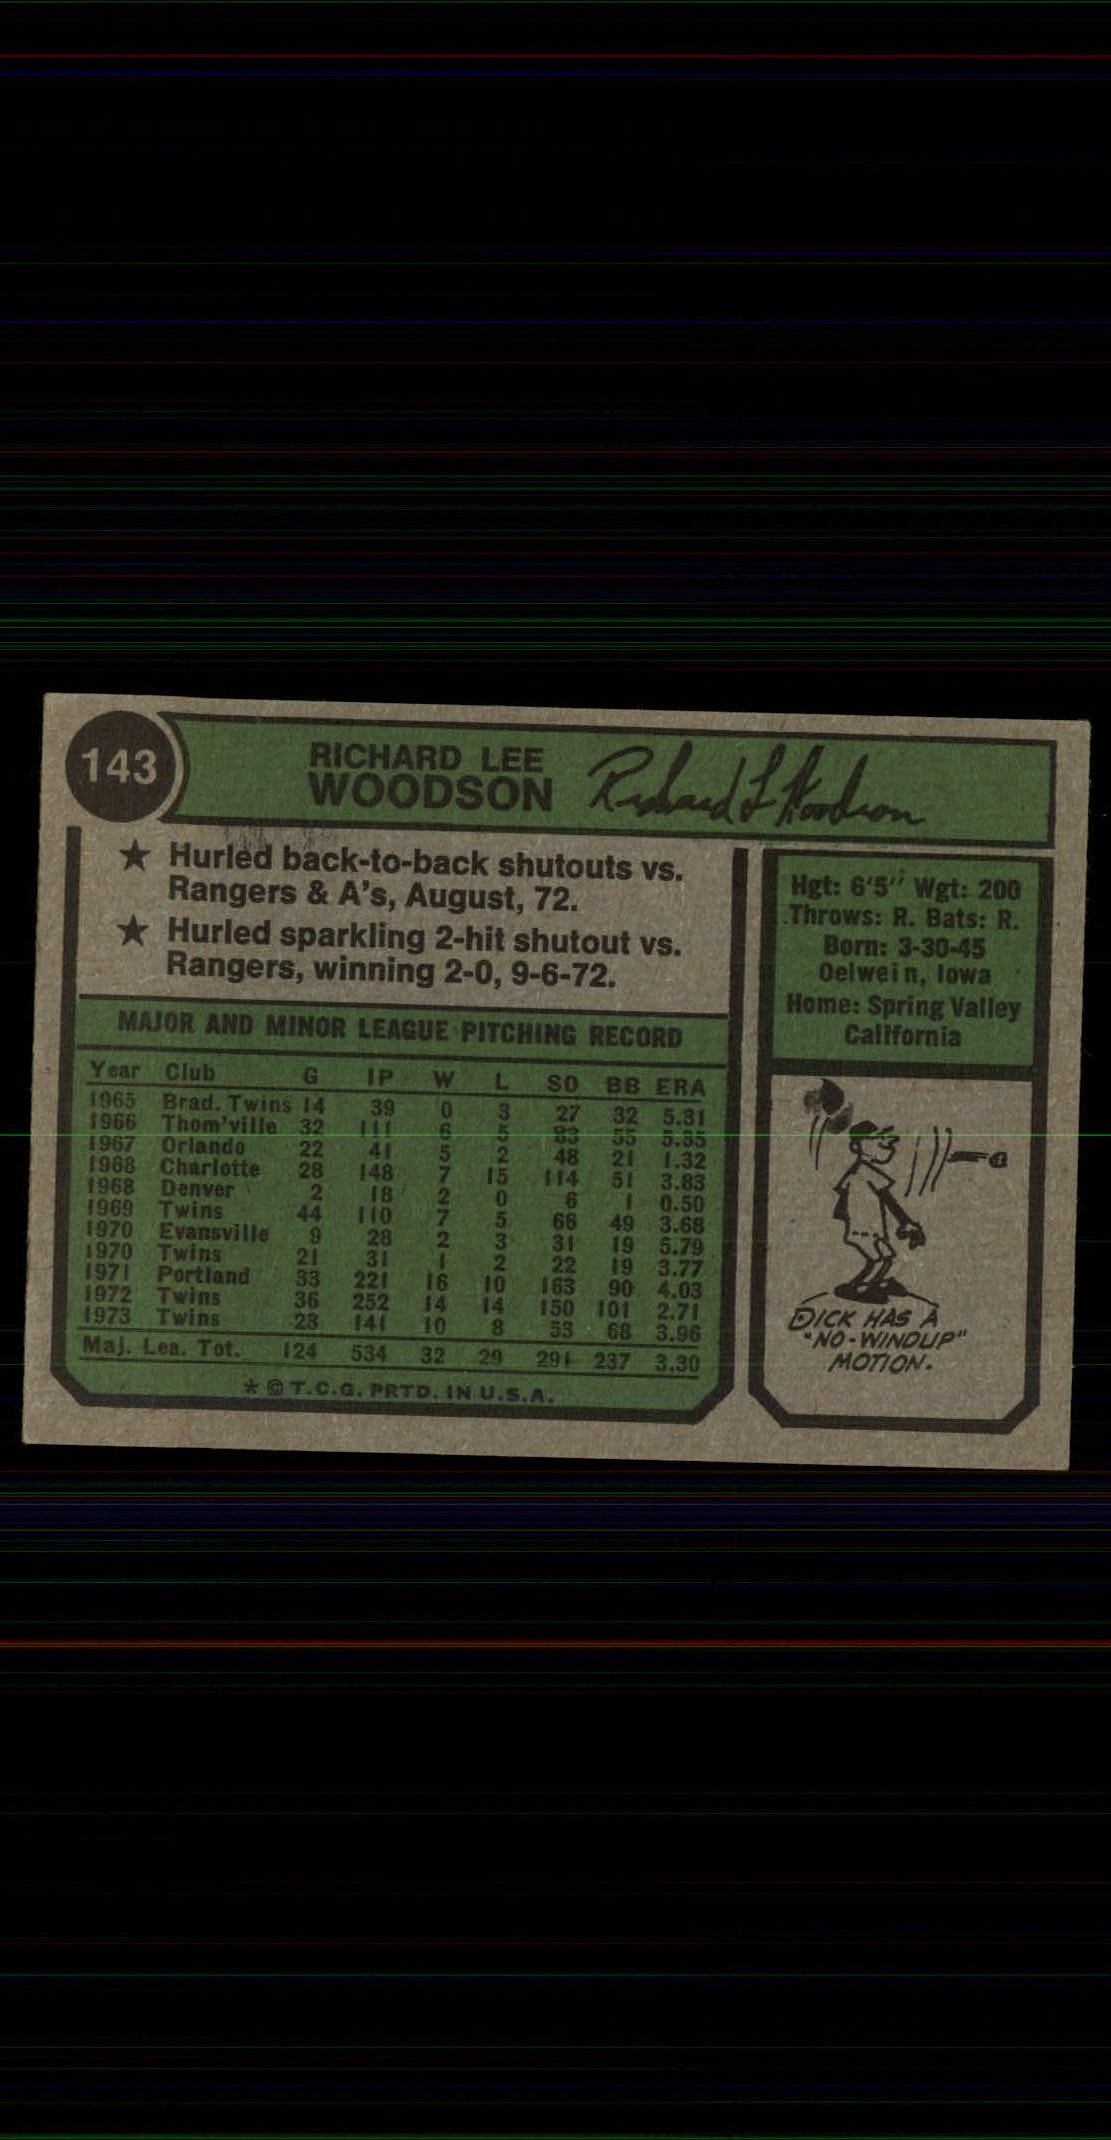 143
RICHARD LEE
WOODSON
Richard L Woodson
★ Hurled back-to-back shutouts vs.
Rangers & A's, August, 72.
★ Hurled sparkling 2-hit shutout vs.
Rangers, winning 2-0, 9-6-72.
MAJOR AND MINOR LEAGUE PITCHING RECORD
Year Club G IP W L SO BB ERA
1965 Brad. Twins 14 39 0 3 27 32 5.31
1966 Thom'ville 32 111 6 5 83 55 5.35
1967 Orlando 22 41 5 2 48 21 1.32
1968 Charlotte 28 148 7 15 114 51 3.83
1968 Denver 2 18 2 0 6 1 0.50
1969 Twins 44 110 7 5 66 49 3.68
1970 Evansville 9 28 2 3 31 19 5.79
1970 Twins 21 31 1 2 22 19 3.77
1971 Portland 33 221 16 10 163 90 4.03
1972 Twins 36 252 14 14 150 101 2.71
1973 Twins 23 141 10 8 53 68 3.96
Maj. Lea. Tot. 124 534 32 29 291 237 3.30
* © T.C.G. PRTD. IN U.S.A.
Hgt: 6'5" Wgt: 200
Throws: R. Bats: R.
Born: 3-30-45
Oelwein, Iowa
Home: Spring Valley
California
DICK HAS A
"NO-WINDUP"
MOTION.